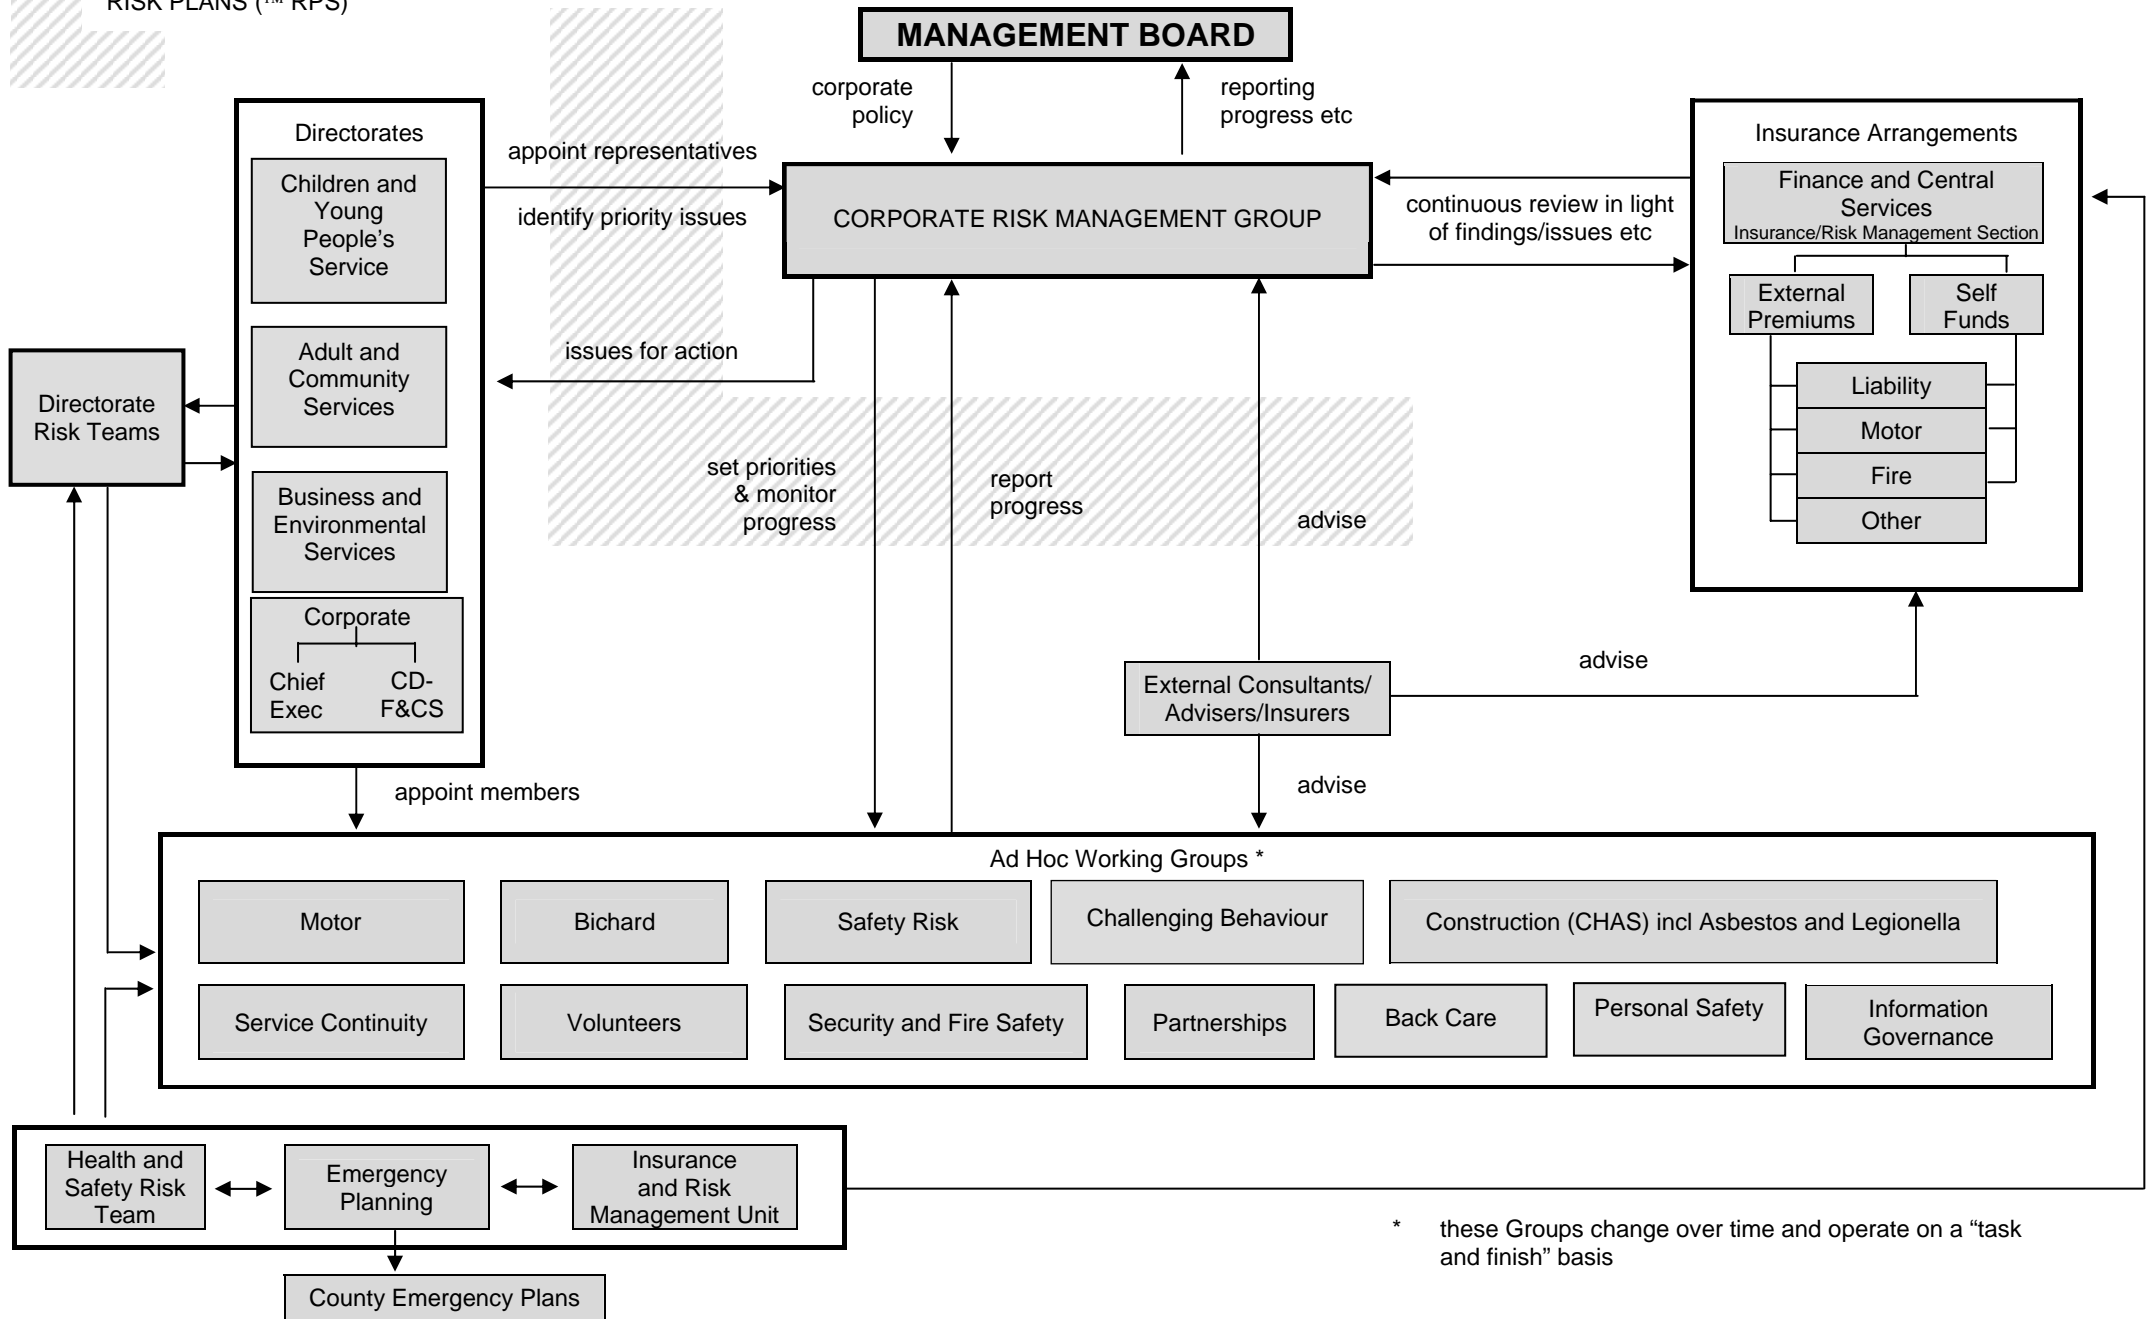 RISK PLANS (™ RPS)
MANAGEMENT BOARD
corporate
policy
reporting
progress etc
Directorates
Children and
Young
People's
Service
Adult and
Community
Services
Business and
Environmental
Services
Corporate
Chief
Exec
CD-
F&CS
appoint representatives
identify priority issues
CORPORATE RISK MANAGEMENT GROUP
continuous review in light
of findings/issues etc
Insurance Arrangements
Finance and Central
Services
Insurance/Risk Management Section
External
Premiums
Self
Funds
Liability
Motor
Fire
Other
issues for action
Directorate
Risk Teams
set priorities
& monitor
progress
report
progress
advise
External Consultants/
Advisers/Insurers
advise
advise
appoint members
Ad Hoc Working Groups *
Motor
Bichard
Safety Risk
Challenging Behaviour
Construction (CHAS) incl Asbestos and Legionella
Service Continuity
Volunteers
Security and Fire Safety
Partnerships
Back Care
Personal Safety
Information
Governance
Health and
Safety Risk
Team
Emergency
Planning
Insurance
and Risk
Management Unit
County Emergency Plans
* these Groups change over time and operate on a “task
and finish” basis